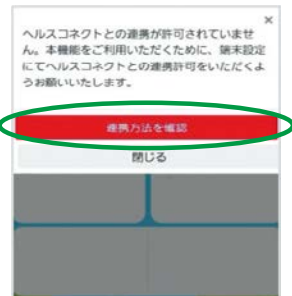 ×
ヘルスコネクトとの連携が許可されていませ
ん。本機能をご利用いただくために、端末設定
にてヘルスコネクトとの連携許可をいただくよ
うお願いいたします。
連携方法を確認
閉じる